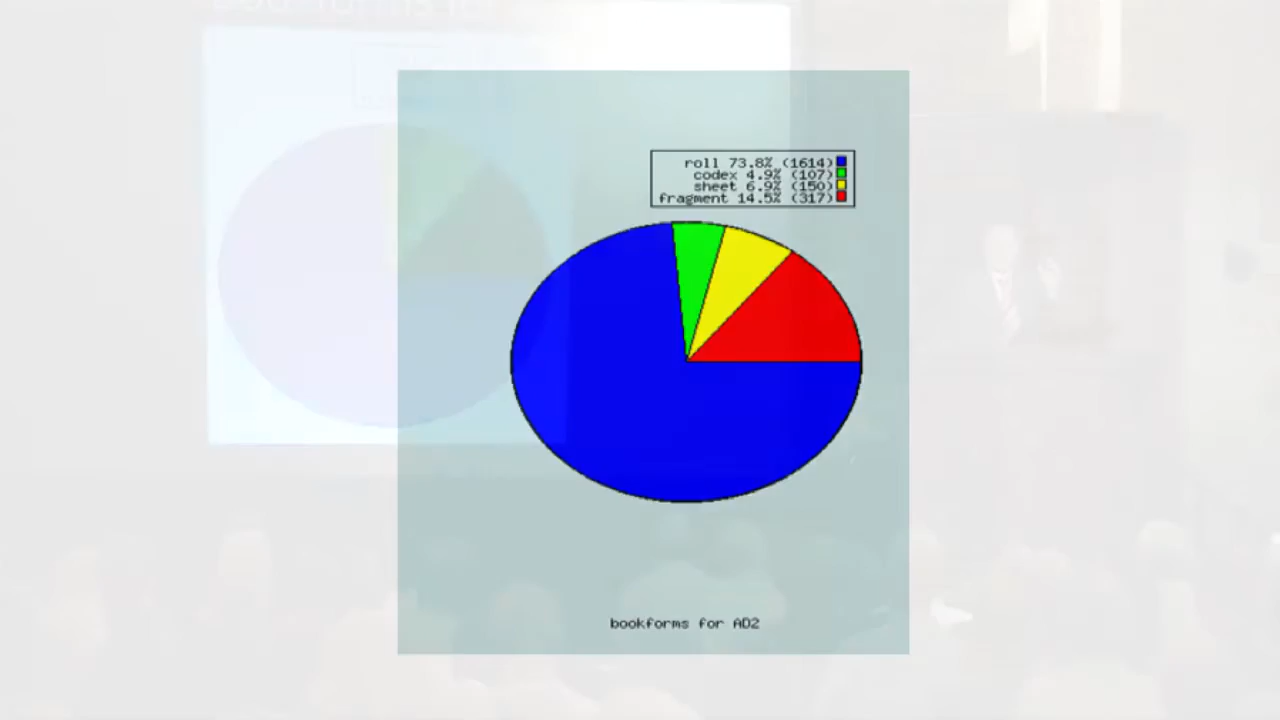 roll 73.8% (1614)
codex 4.9% (107)
sheet 6.9% (150)
fragment 14.5% (317)
bookforms for AD2